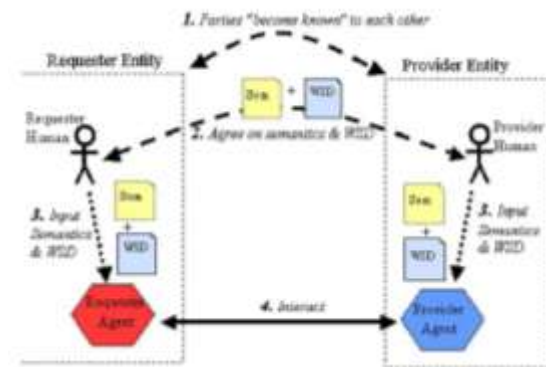 1. Parties "become known" to each other
Requester Entity
Provider Entity
Sem
+
WSD
2. Agree on semantics & WSD
Requester
Human
Provider
Human
Sem
+
WSD
3. Input
Semantics
& WSD
Sem
+
WSD
3. Input
Semantics
& WSD
4. Interact
Requester
Agent
Provider
Agent